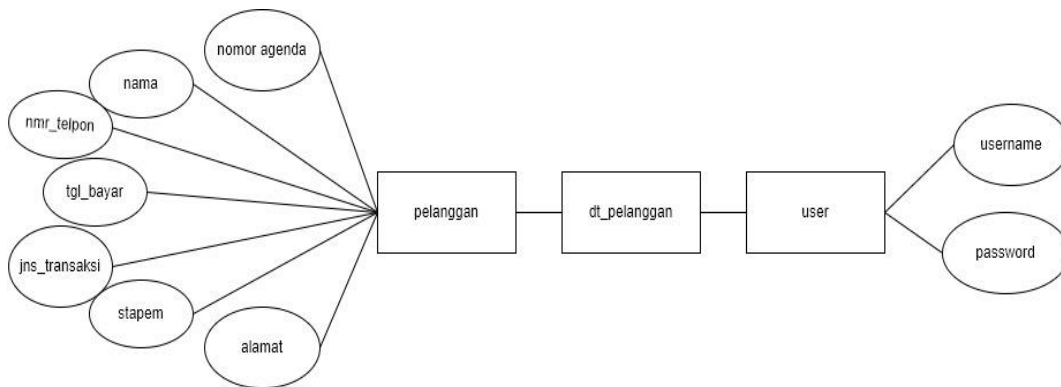 nomor agenda
nama
nmr_telpon
tgl_bayar
jns_transaksi
stapem
alamat
pelanggan
dt_pelanggan
user
username
password